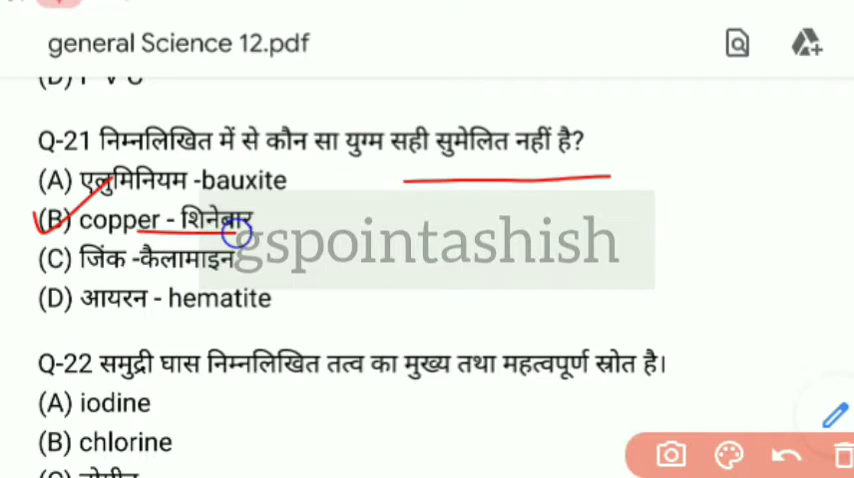 general Science 12.pdf
Q-21 निम्नलिखित में से कौन सा युग्म सही सुमेलित नहीं है?
(A) एलुमिनियम -bauxite
(B) copper - शिनेबार
gspointashish
(C) जिंक -कैलामाइन
(D) आयरन - hematite
Q-22 समुद्री घास निम्नलिखित तत्व का मुख्य तथा महत्वपूर्ण स्रोत है।
(A) iodine
(B) chlorine